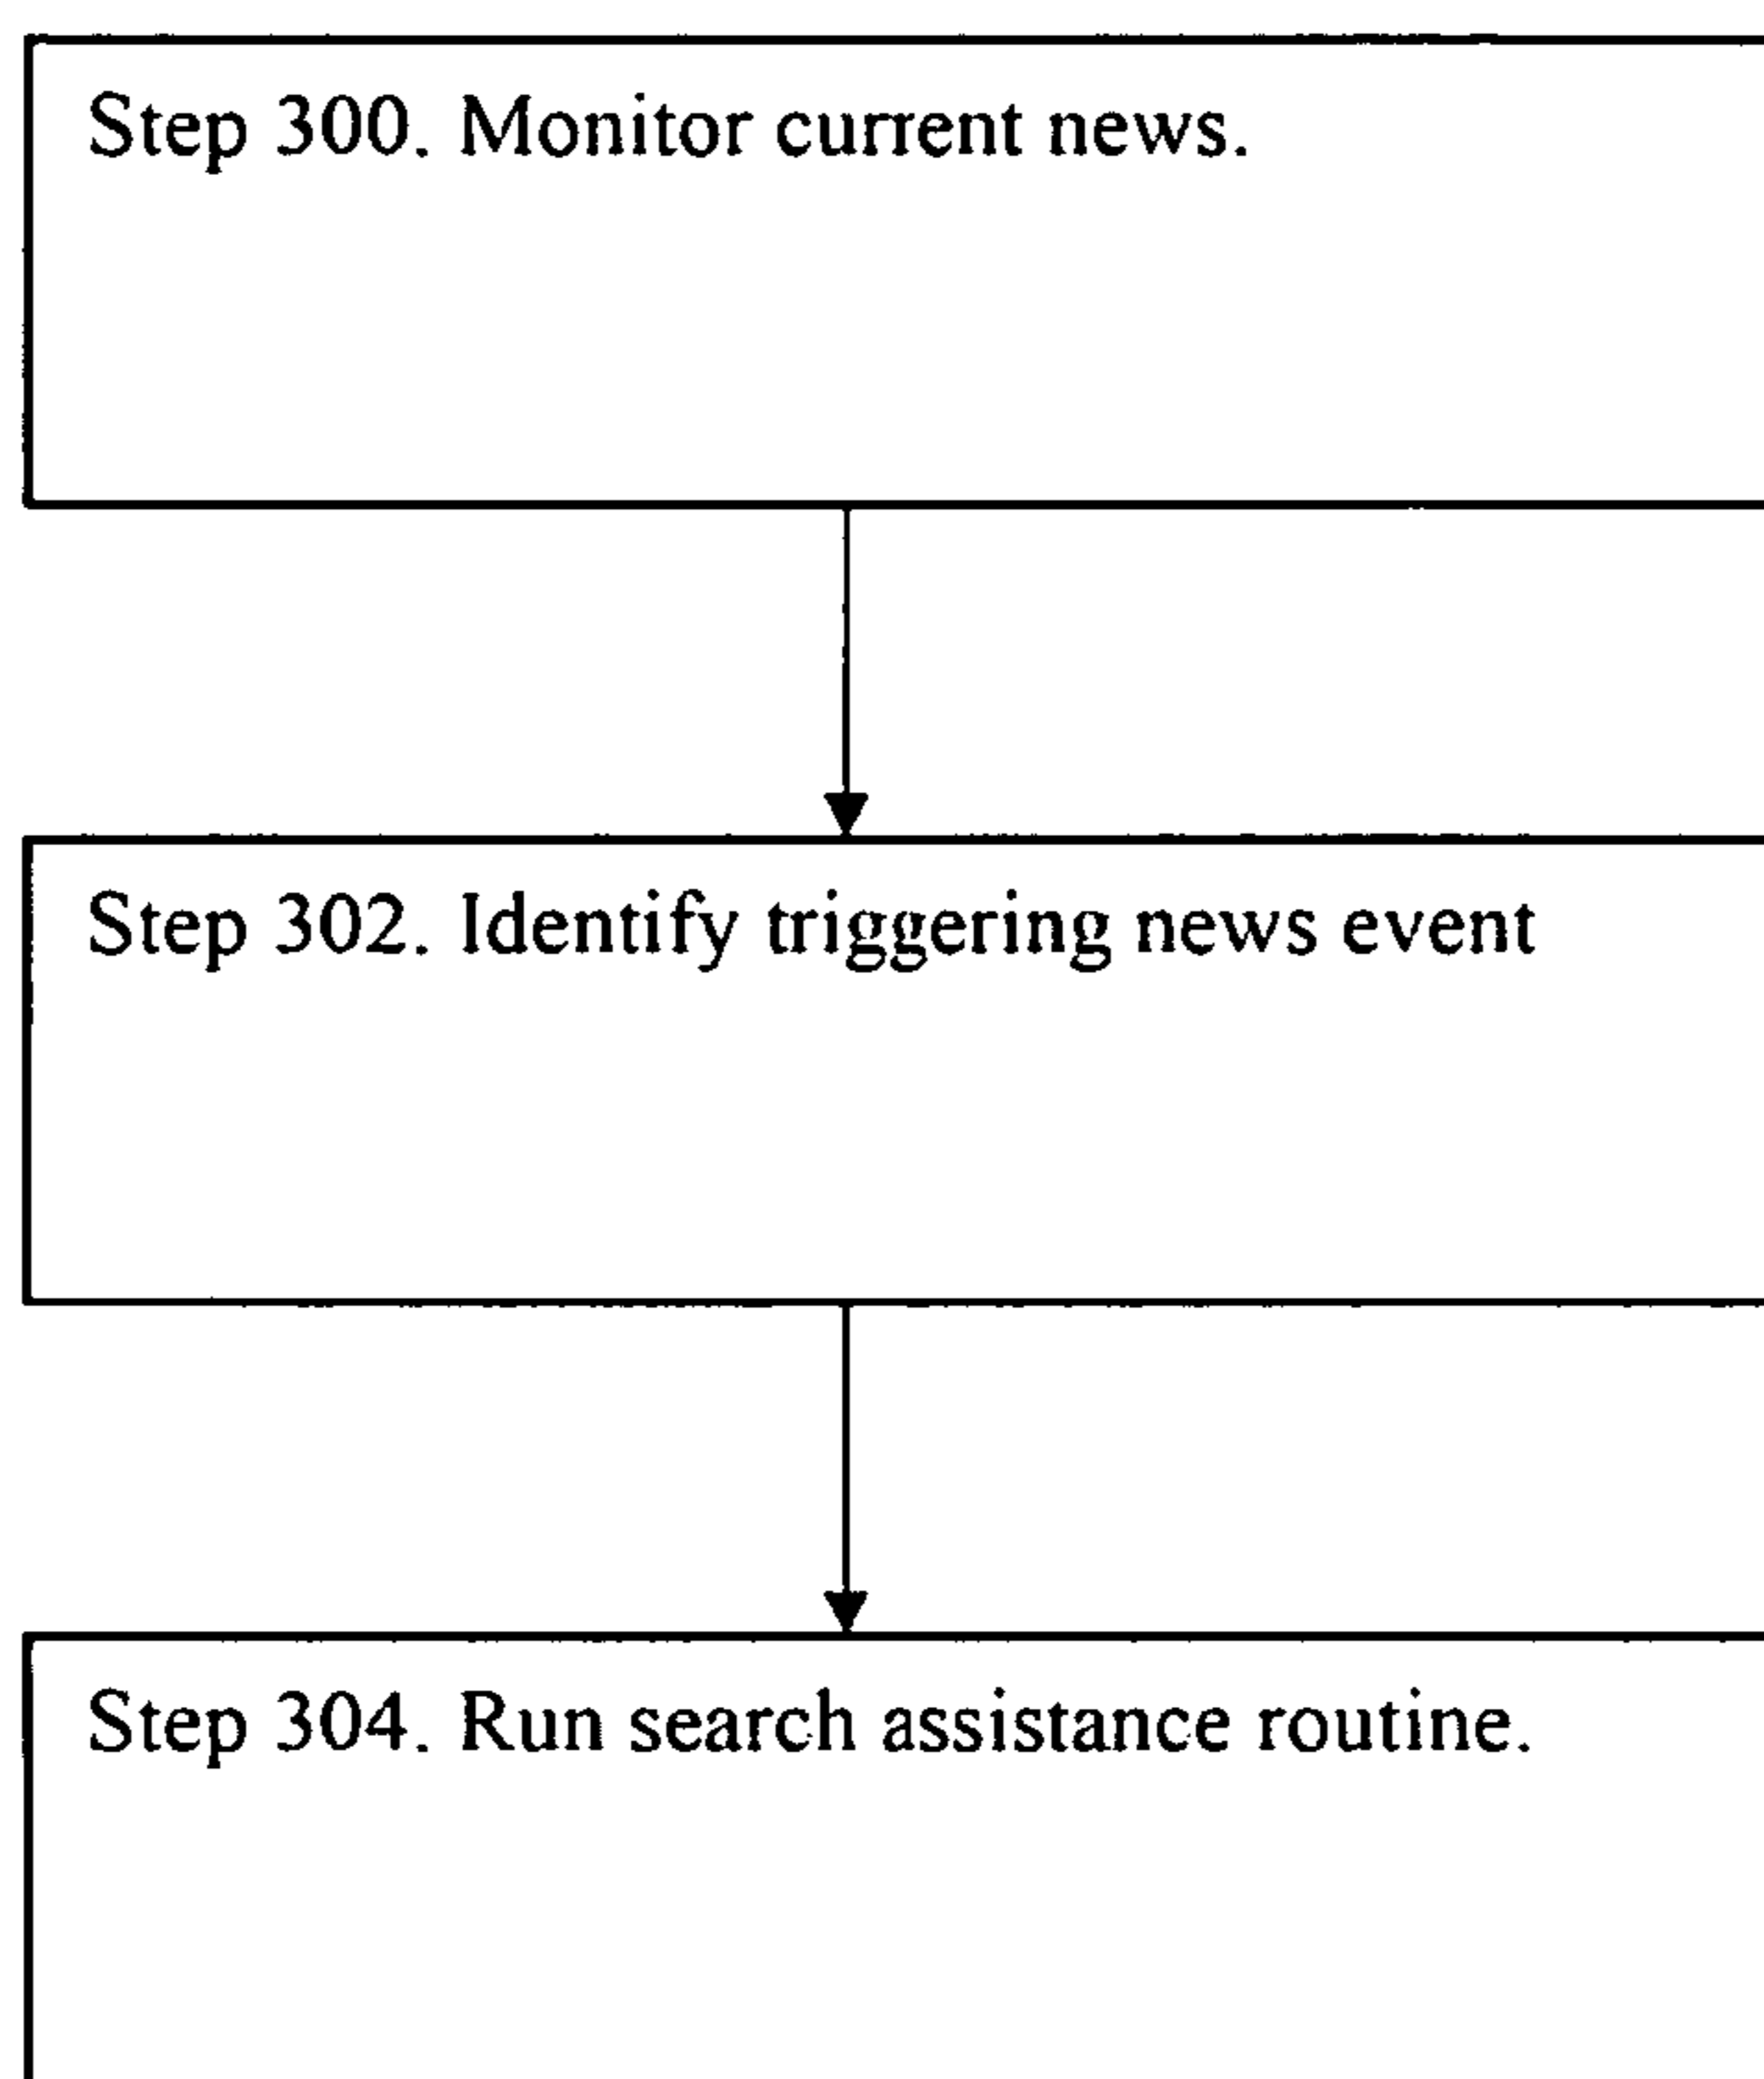 Step 300. Monitor current news.
Step 302. Identify triggering news event
Step 304. Run search assistance routine.